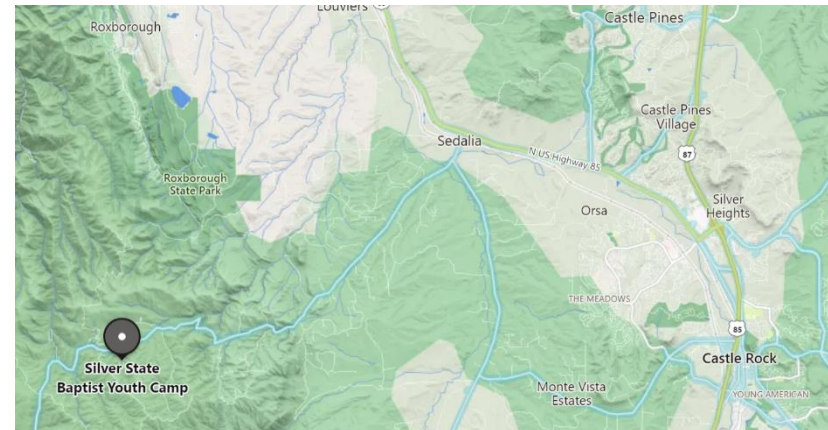 Louviers
Castle Pines
Roxborough
Castle Pines
Village
Sedalia
N US Highway 85
87
Roxborough
State Park
Silver
Heights
Orsa
THE MEADOWS
85
Silver State
Baptist Youth Camp
Castle Rock
Monte Vista
Estates
YOUNG AMERICAN